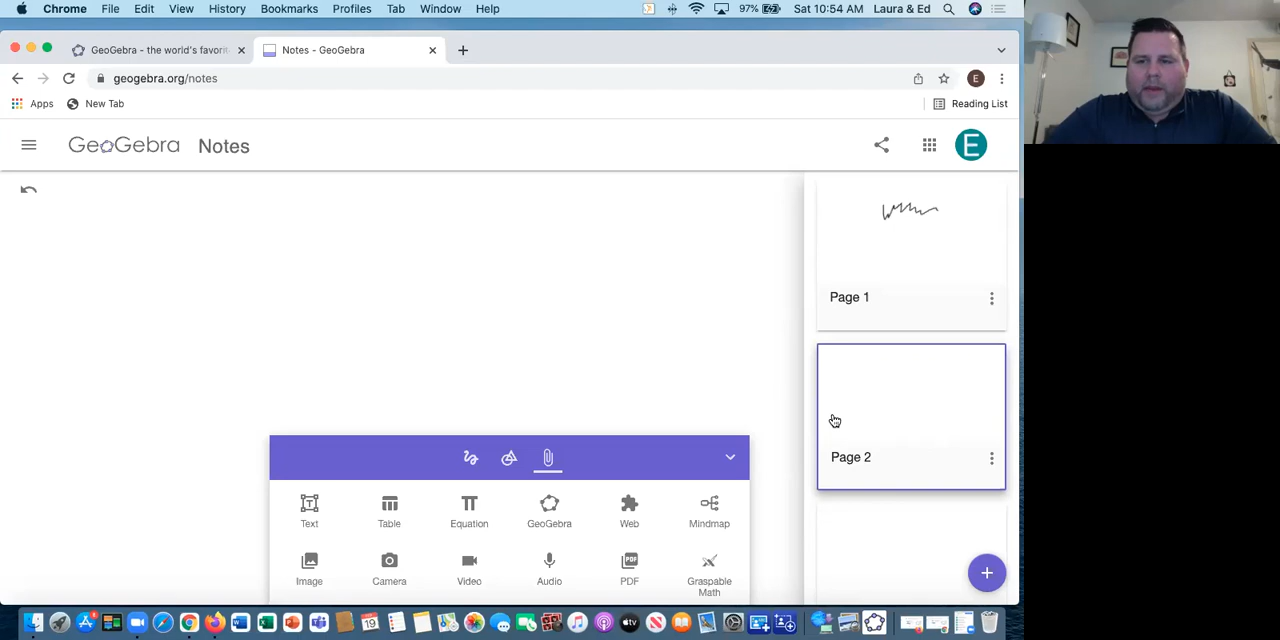 Chrome File Edit View History Bookmarks Profiles Tab Window Help 97% Sat 10:54 AM Laura & Ed
GeoGebra - the world's favorit Notes - GeoGebra
geogebra.org/notes E
Apps New Tab Reading List
GeoGebra Notes E
Page 1
Page 2
Text Table Equation GeoGebra Web Mindmap
Image Camera Video Audio PDF Graspable Math